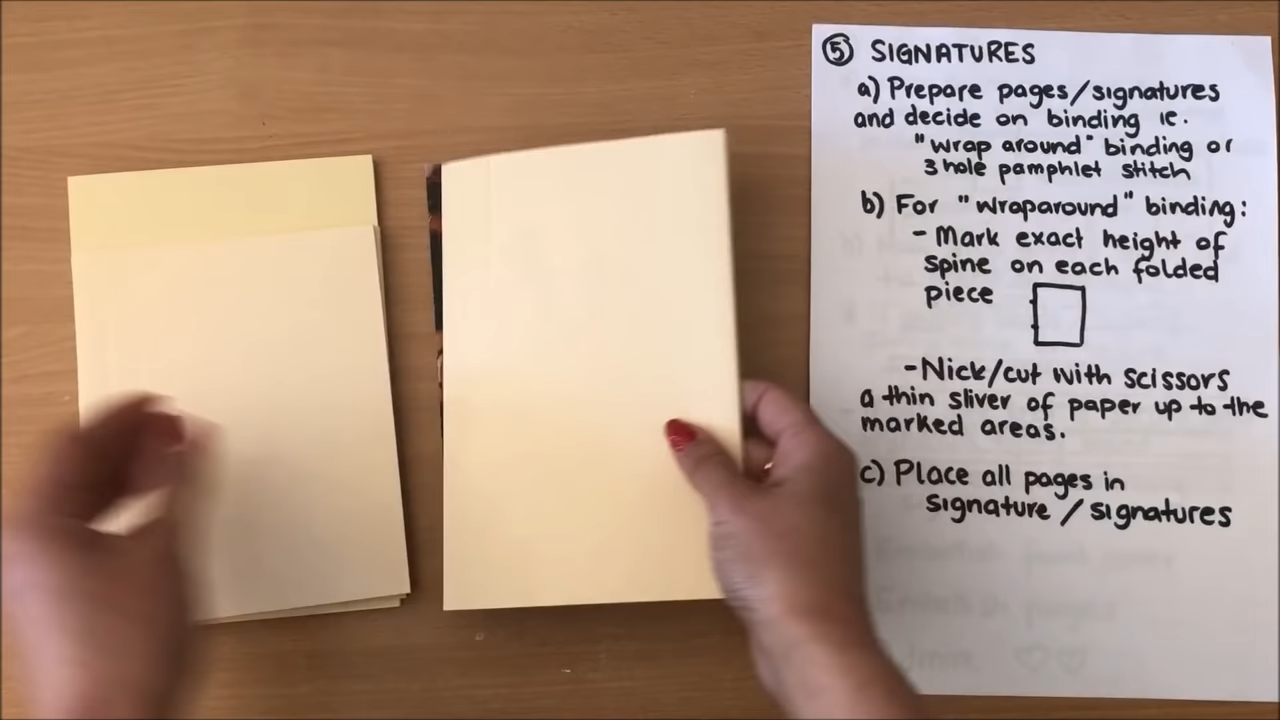 ⑤ SIGNATURES
a) Prepare pages/signatures
and decide on binding ie.
"wrap around" binding or
3 hole pamphlet stitch
b) For "wraparound" binding:
- Mark exact height of
spine on each folded
piece
- Nick/cut with scissors
a thin sliver of paper up to the
marked areas.
c) Place all pages in
signature / signatures